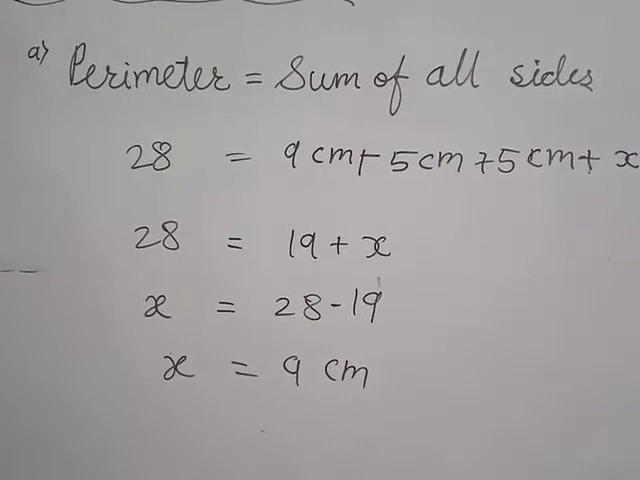 a) Perimeter = Sum of all sides
28 = 9 cm + 5 cm + 5 cm + x
28 = 19 + x
x = 28 - 19
x = 9 cm